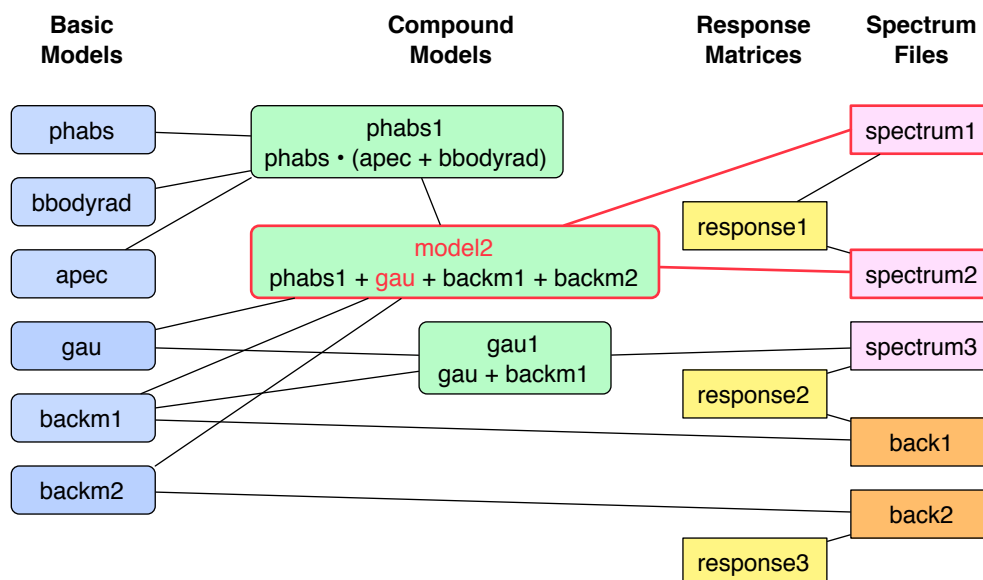 Basic
Models
Compound
Models
Response
Matrices
Spectrum
Files
phabs
bbodyrad
apec
gau
backm1
backm2
phabs1
phabs • (apec + bbodyrad)
model2
phabs1 + gau + backm1 + backm2
gau1
gau + backm1
response1
response2
response3
spectrum1
spectrum2
spectrum3
back1
back2